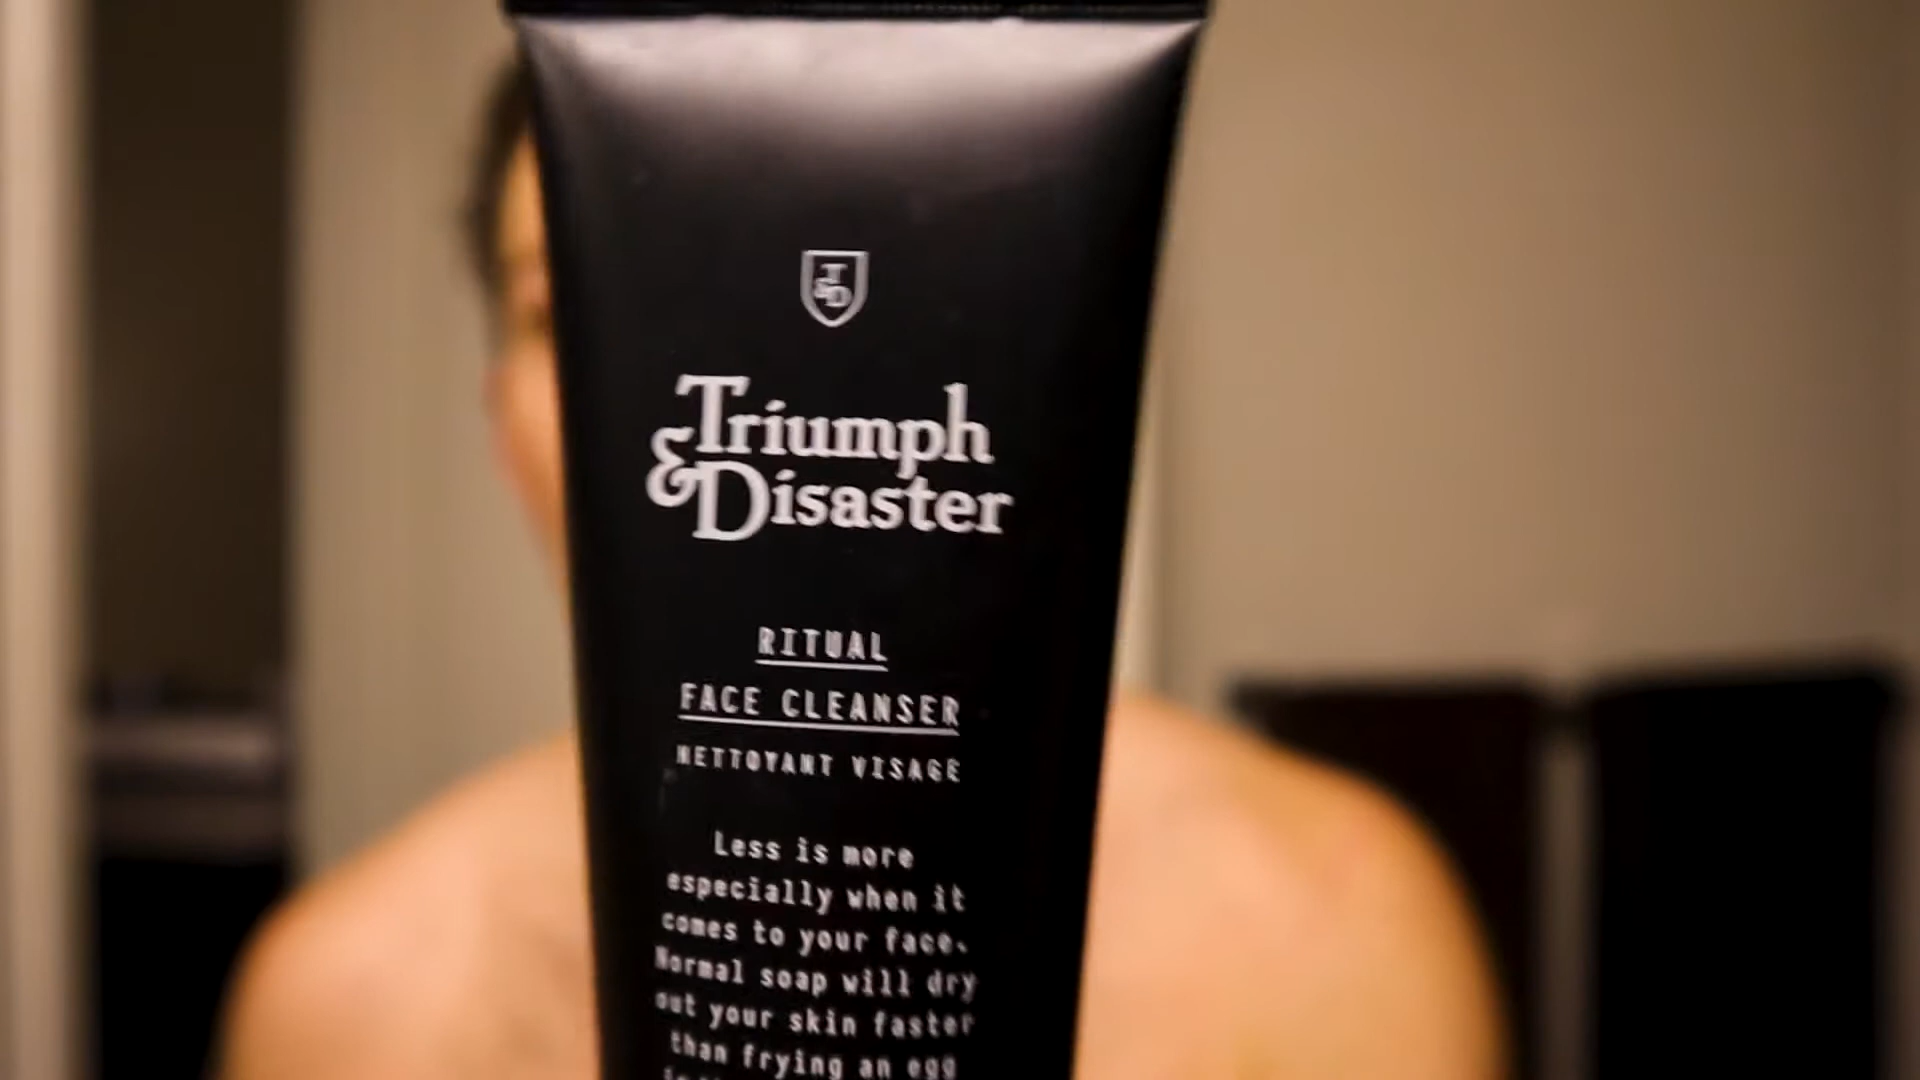 T
&D
Triumph
&Disaster
RITUAL
FACE CLEANSER
NETTOYANT VISAGE
Less is more
especially when it
comes to your face.
Normal soap will dry
out your skin faster
than frying an egg